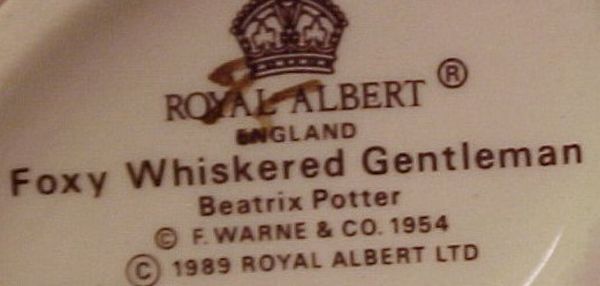 ROYAL ALBERT ®
ENGLAND
Foxy Whiskered Gentleman
Beatrix Potter
© F. WARNE & CO. 1954
© 1989 ROYAL ALBERT LTD